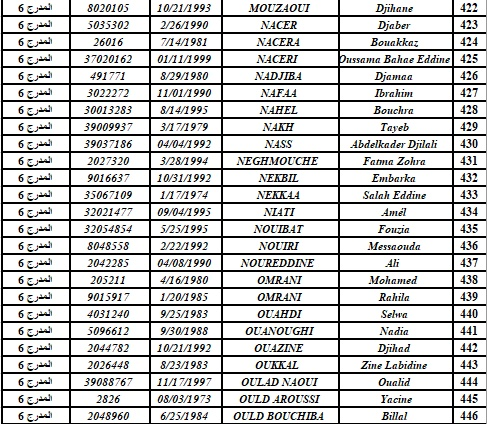 المدرج 6 8020105 10/21/1993 MOUZAOUI Djihane 422
المدرج 6 5035302 2/26/1990 NACER Djaber 423
المدرج 6 26016 7/14/1981 NACERA Bouakkaz 424
المدرج 6 37020162 01/11/1999 NACERI Oussama Bahae Eddine 425
المدرج 6 491771 8/29/1980 NADJIBA Djamaa 426
المدرج 6 3022272 11/01/1990 NAFAA Ibrahim 427
المدرج 6 30013283 8/14/1995 NAHEL Bouchra 428
المدرج 6 39009937 3/17/1979 NAKH Tayeb 429
المدرج 6 39037186 04/04/1992 NASS Abdelkader Djilali 430
المدرج 6 2027320 3/28/1994 NEGHMOUCHE Fatma Zohra 431
المدرج 6 9016637 10/31/1992 NEKBIL Embarka 432
المدرج 6 35067109 1/17/1974 NEKKAA Salah Eddine 433
المدرج 6 32021477 09/04/1995 NIATI Amél 434
المدرج 6 32054854 5/25/1995 NOUIBAT Fouzia 435
المدرج 6 8048558 2/22/1992 NOUIRI Messaouda 436
المدرج 6 2042285 04/08/1990 NOUREDDINE Ali 437
المدرج 6 205211 4/16/1980 OMRANI Mohamed 438
المدرج 6 9015917 1/20/1985 OMRANI Rahila 439
المدرج 6 4031240 9/25/1983 OUAHDI Selwa 440
المدرج 6 5096612 9/30/1988 OUANOUGHI Nadia 441
المدرج 6 2044782 10/21/1992 OUAZINE Djihad 442
المدرج 6 2026448 8/23/1983 OUKKAL Zine Labidine 443
المدرج 6 39088767 11/17/1997 OULAD NAOUI Oualid 444
المدرج 6 2826 08/03/1973 OULD AROUSSI Yacine 445
المدرج 6 2048960 6/25/1984 OULD BOUCHIBA Billal 446